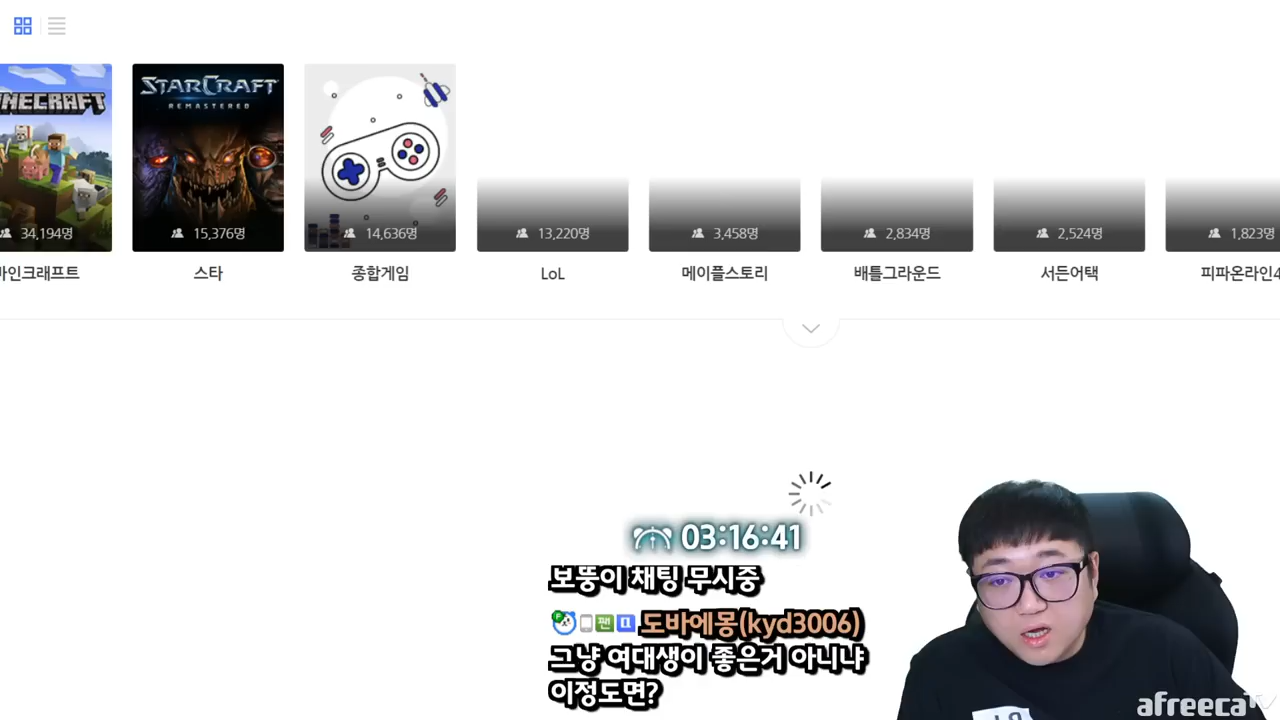 MINECRAFT
STARCRAFT
REMASTERED
34,194명
15,376명
14,636명
13,220명
3,458명
2,834명
2,524명
1,823명
마인크래프트
스타
종합게임
LoL
메이플스토리
배틀그라운드
서든어택
피파온라인4
03:16:41
보뚱이 채팅 무시중
팬 도바에몽(kyd3006)
그냥 여대생이 좋은거 아니냐
이정도면?
afreecaTV